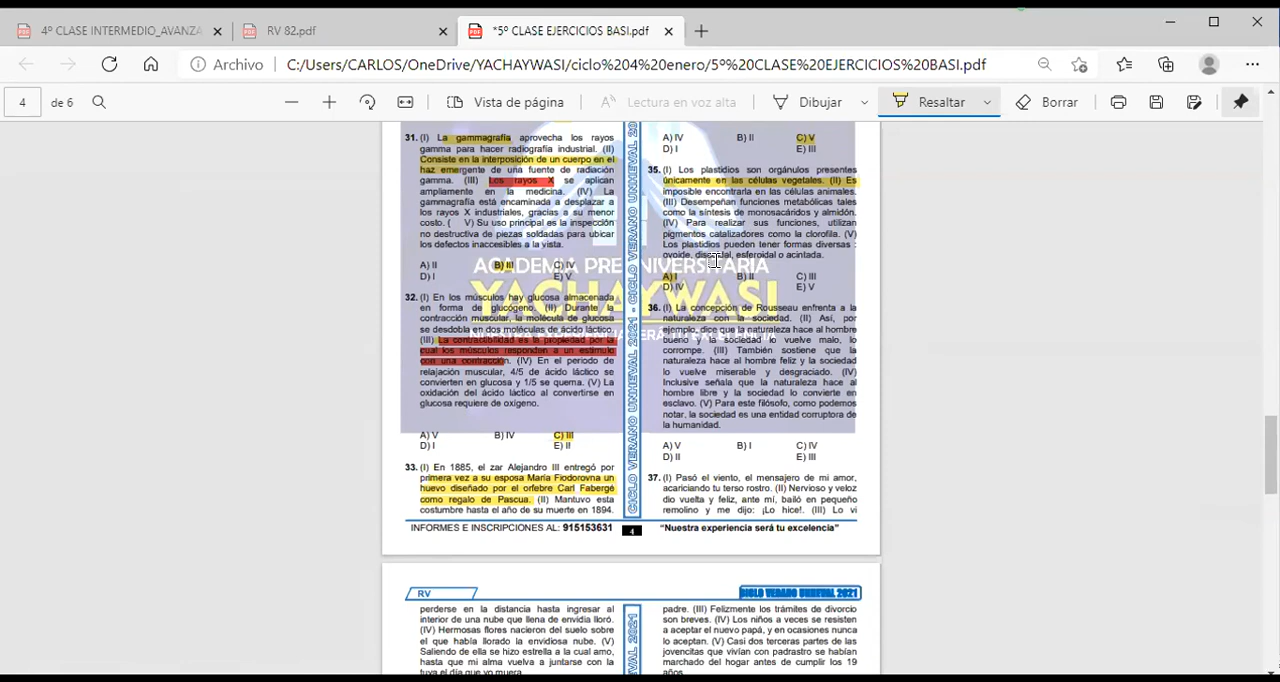 4º CLASE INTERMEDIO_AVANZA
RV 82.pdf
*5º CLASE EJERCICIOS BASI.pdf
Archivo
C:/Users/CARLOS/OneDrive/YACHAYWASI/ciclo%204%20enero/5º%20CLASE%20EJERCICIOS%20BASI.pdf
4
de 6
Vista de página
Lectura en voz alta
Dibujar
Resaltar
Borrar
31. (I) La gammagrafía aprovecha los rayos
gamma para hacer radiografía industrial. (II)
Consiste en la interposición de un cuerpo en el
haz emergente de una fuente de radiación
gamma. (III) Los rayos X se aplican
ampliamente en la medicina. (IV) La
gammagrafía está encaminada a desplazar a
los rayos X industriales, gracias a su menor
costo. ( V) Su uso principal es la inspección
no destructiva de piezas soldadas para ubicar
los defectos inaccesibles a la vista.
A) II B) III C) IV
D) I E) V
32. (I) En los músculos hay glucosa almacenada
en forma de glucógeno. (II) Durante la
contracción muscular, la molécula de glucosa
se desdobla en dos moléculas de ácido láctico.
(III) La contractibilidad es la propiedad por la
cual los músculos responden a un estímulo
con una contracción. (IV) En el periodo de
relajación muscular, 4/5 de ácido láctico se
convierten en glucosa y 1/5 se quema. (V) La
oxidación del ácido láctico al convertirse en
glucosa requiere de oxígeno.
A) V B) IV C) III
D) I E) II
33. (I) En 1885, el zar Alejandro III entregó por
primera vez a su esposa María Fiodorovna un
huevo diseñado por el orfebre Carl Fabergé
como regalo de Pascua. (II) Mantuvo esta
costumbre hasta el año de su muerte en 1894.
CICLO VERANO UNHEVAL 2021 - CICLO VERANO UNHEVAL 20
A) IV B) II C) V
D) I E) III
35. (I) Los plastidios son orgánulos presentes
únicamente en las células vegetales. (II) Es
imposible encontrarla en las células animales.
(III) Desempeñan funciones metabólicas tales
como la síntesis de monosacáridos y almidón.
(IV) Para realizar sus funciones, utilizan
pigmentos catalizadores como la clorofila. (V)
Los plastidios pueden tener formas diversas :
ovoide, discoidal, esferoidal o acintada.
A) I B) II C) III
D) IV E) V
36. (I) La concepción de Rousseau enfrenta a la
naturaleza con la sociedad. (II) Así, por
ejemplo, dice que la naturaleza hace al hombre
bueno y la sociedad lo vuelve malo, lo
corrompe. (III) También sostiene que la
naturaleza hace al hombre feliz y la sociedad
lo vuelve miserable y desgraciado. (IV)
Inclusive señala que la naturaleza hace al
hombre libre y la sociedad lo convierte en
esclavo. (V) Para este filósofo, como podemos
notar, la sociedad es una entidad corruptora de
la humanidad.
A) V B) I C) IV
D) II E) III
37. (I) Pasó el viento, el mensajero de mi amor,
acariciando tu terso rostro. (II) Nervioso y veloz
dio vuelta y feliz, ante mí, bailó en pequeño
remolino y me dijo: ¡Lo hice!. (III) Lo vi
ACADEMIA PREUNIVERSITARIA
YACHAYWASI
INFORMES E INSCRIPCIONES AL: 915153631
4
"Nuestra experiencia será tu excelencia"
RV
CICLO VERANO UNHEVAL 2021
perderse en la distancia hasta ingresar al
interior de una nube que llena de envidia lloró.
(IV) Hermosas flores nacieron del suelo sobre
el que había llorado la envidiosa nube. (V)
Saliendo de ella se hizo estrella a la cual amo,
hasta que mi alma vuelva a juntarse con la
tuya el día que yo muera.
UNHEVAL 2021
padre. (III) Felizmente los trámites de divorcio
son breves. (IV) Los niños a veces se resisten
a aceptar el nuevo papá, y en ocasiones nunca
lo aceptan. (V) Casi dos terceras partes de las
jovencitas que vivían con padrastro se habían
marchado del hogar antes de cumplir los 19
años.